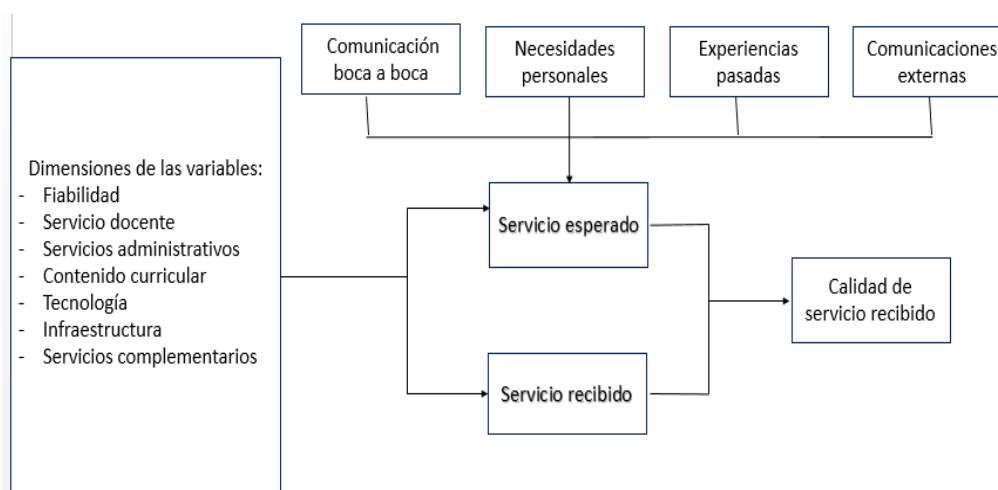 Comunicación
boca a boca
Necesidades
personales
Experiencias
pasadas
Comunicaciones
externas
Dimensiones de las variables:
- Fiabilidad
- Servicio docente
- Servicios administrativos
- Contenido curricular
- Tecnología
- Infraestructura
- Servicios complementarios
Servicio esperado
Servicio recibido
Calidad de
servicio recibido